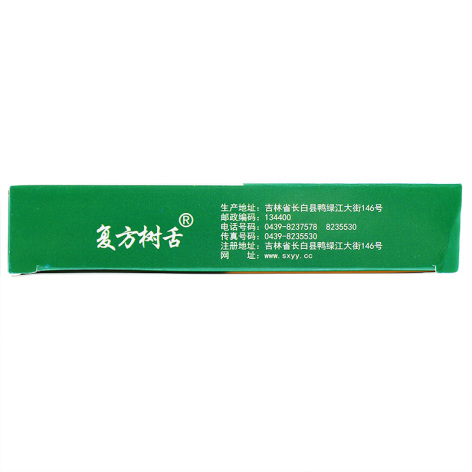 复方树舌®
生产地址：吉林省长白县鸭绿江大街146号
邮政编码：134400
电话号码：0439-8237578 8235530
传真号码：0439-8235530
注册地址：吉林省长白县鸭绿江大街146号
网 址：www.sxyy.cc